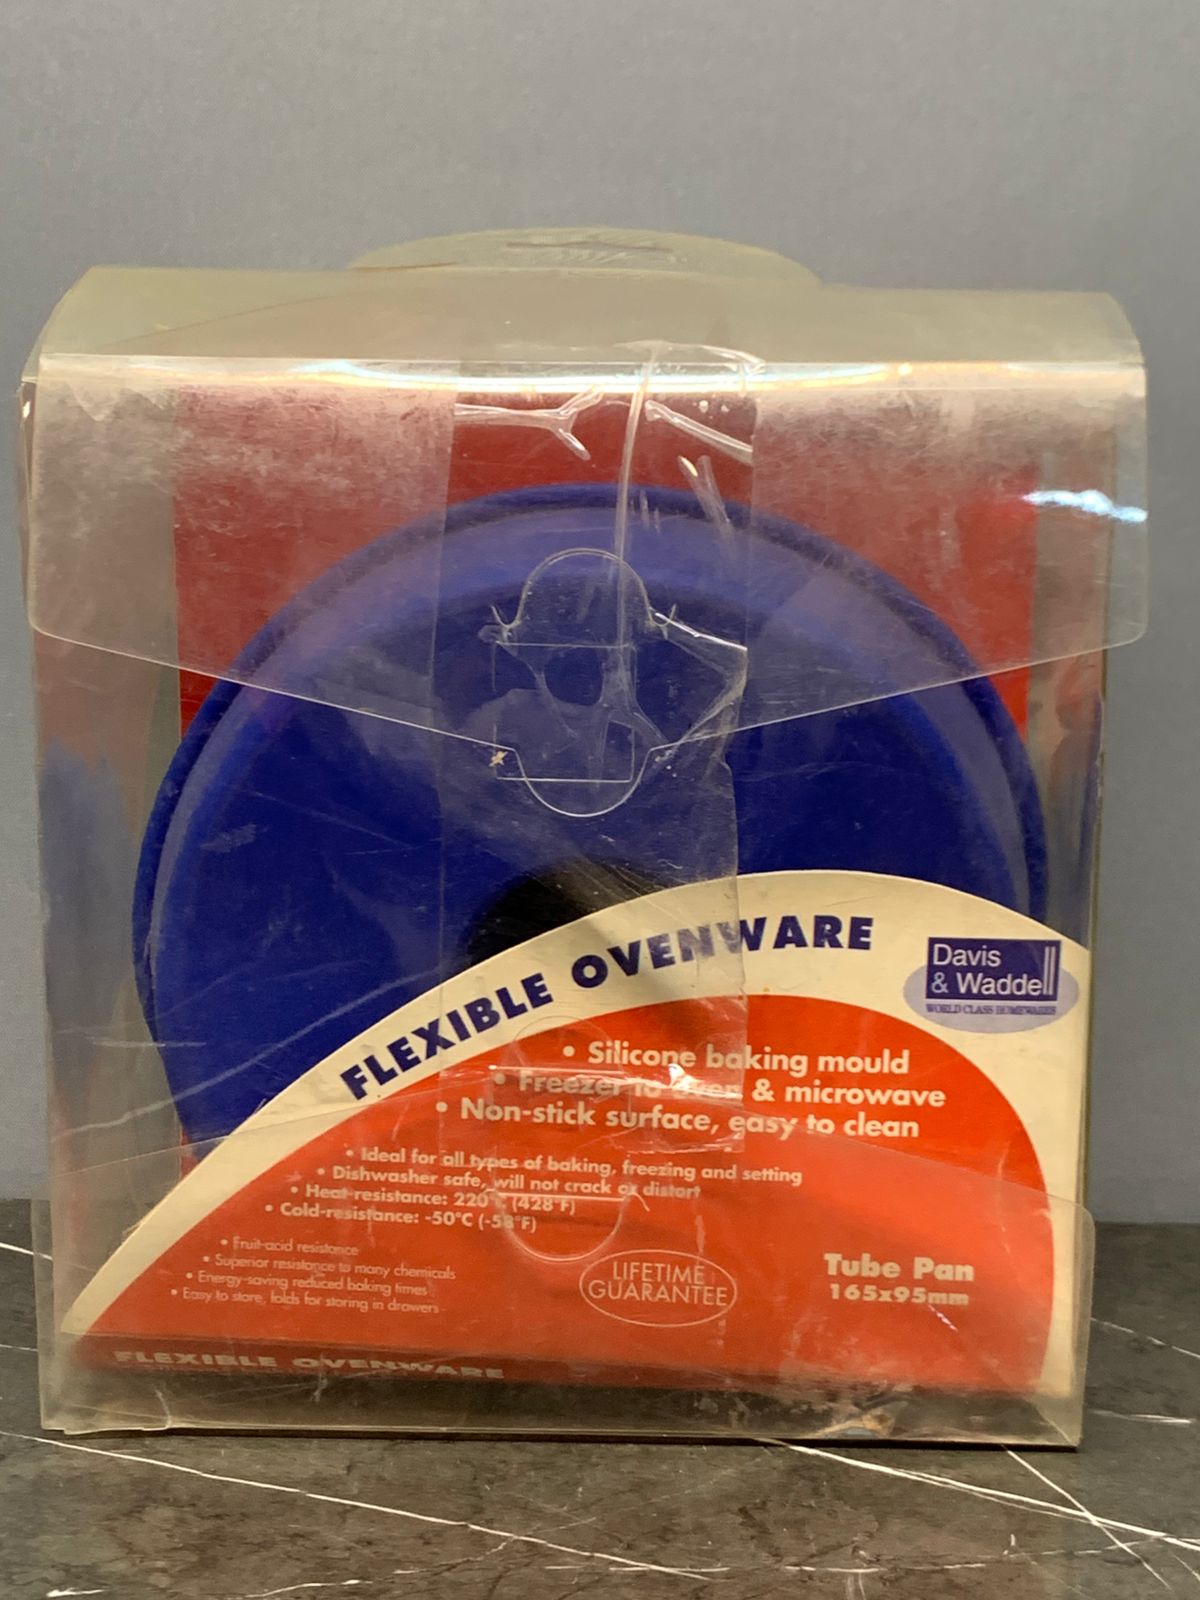 FLEXIBLE OVENWARE
Davis
& Waddell
WORLD CLASS HOMEWARES
• Silicone baking mould
• Freezer to oven & microwave
• Non-stick surface, easy to clean
• Ideal for all types of baking, freezing and setting
• Dishwasher safe, will not crack or distort
• Heat-resistance: 220°C (428°F)
• Cold-resistance: -50°C (-58°F)
• Fruit-acid resistance
• Superior resistance to many chemicals
• Energy-saving reduced baking times
• Easy to store, folds for storing in drawers
LIFETIME
GUARANTEE
Tube Pan
165x95mm
FLEXIBLE OVENWARE